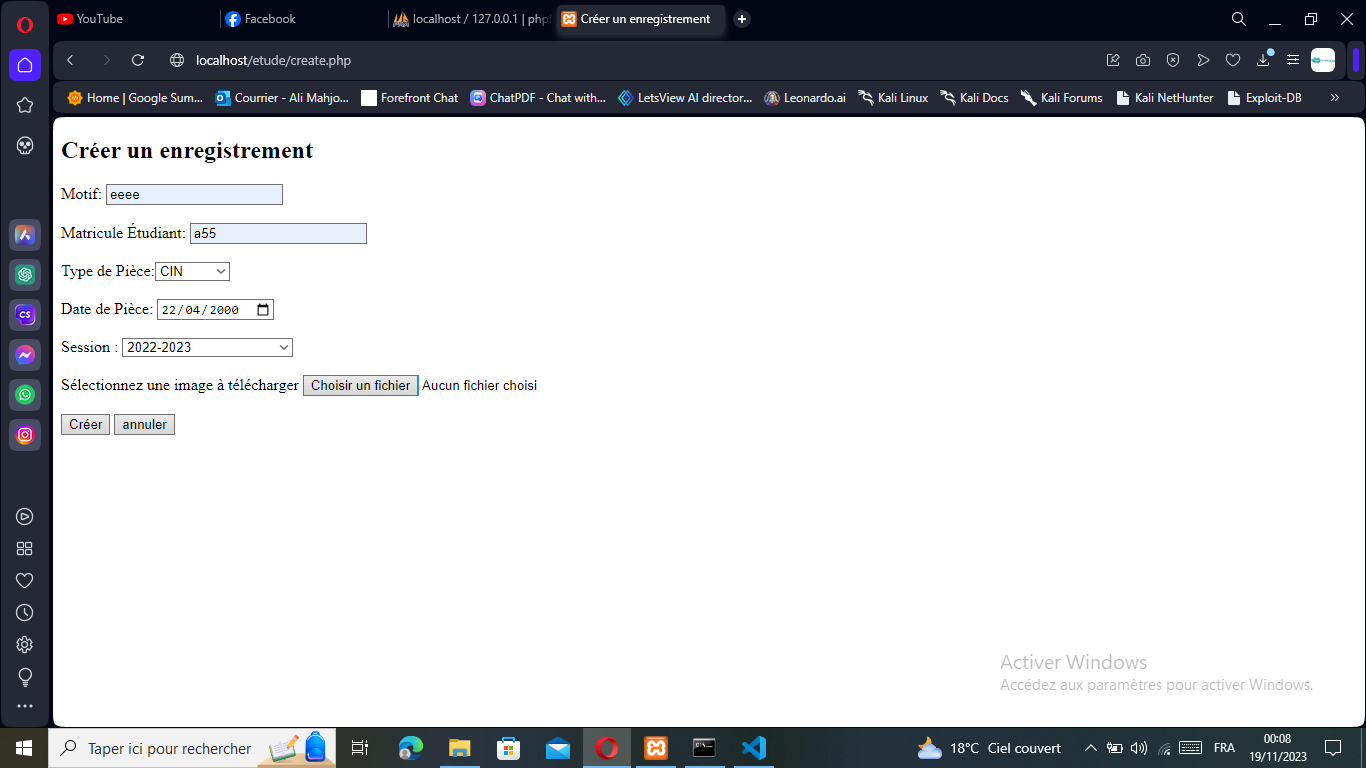 YouTube
Facebook
localhost / 127.0.0.1 | php
Créer un enregistrement
localhost/etude/create.php
Home | Google Sum...
Courrier - Ali Mahjo...
Forefront Chat
ChatPDF - Chat with...
LetsView AI director...
Leonardo.ai
Kali Linux
Kali Docs
Kali Forums
Kali NetHunter
Exploit-DB
Créer un enregistrement
Motif: eeee
Matricule Étudiant: a55
Type de Pièce: CIN
Date de Pièce: 22/04/2000
Session : 2022-2023
Sélectionnez une image à télécharger Choisir un fichier Aucun fichier choisi
Créer annuler
CS
Activer Windows
Accédez aux paramètres pour activer Windows.
Taper ici pour rechercher
18°C Ciel couvert
FRA
00:08
19/11/2023